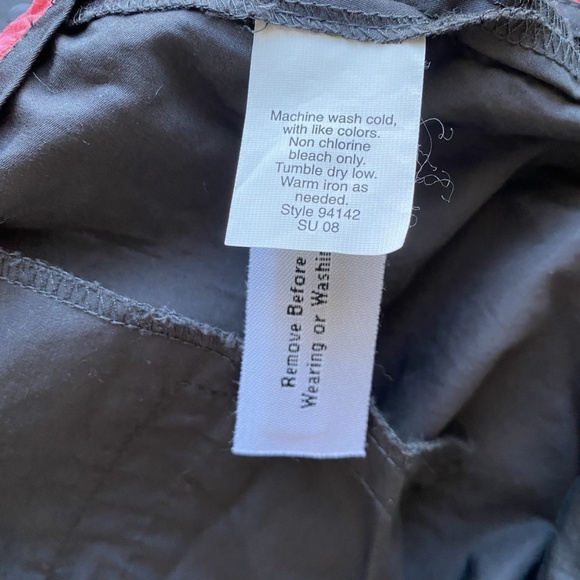 Machine wash cold,
with like colors.
Non chlorine
bleach only.
Tumble dry low.
Warm iron as
needed.
Style 94142
SU 08
Remove Before
Wearing or Washin